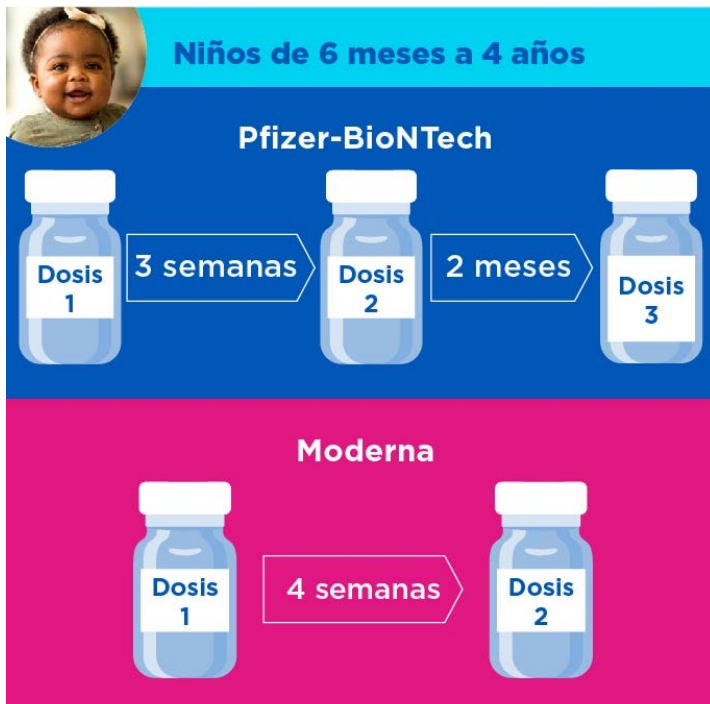 Niños de 6 meses a 4 años
Pfizer-BioNTech
Dosis
1
3 semanas
Dosis
2
2 meses
Dosis
3
Moderna
Dosis
1
4 semanas
Dosis
2